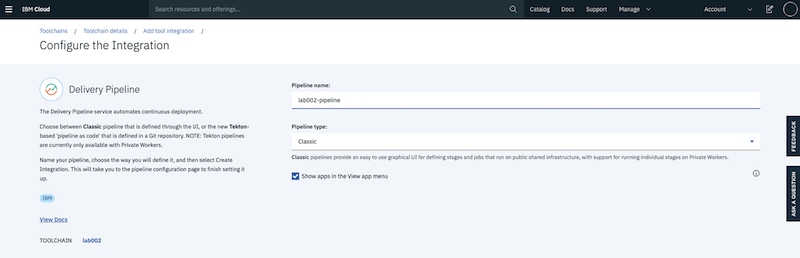 IBM Cloud
Search resources and offerings...
Catalog Docs Support Manage Account
Toolchains / Toolchain details / Add tool integration /
Configure the Integration
Delivery Pipeline
The Delivery Pipeline service automates continuous deployment.
Choose between Classic pipeline that is defined through the UI, or the new Tekton-
based 'pipeline as code' that is defined in a Git repository. NOTE: Tekton pipelines
are currently only available with Private Workers.
Name your pipeline, choose the way you will define it, and then select Create
Integration. This will take you to the pipeline configuration page to finish setting it
up.
IBM
View Docs
TOOLCHAIN lab002
Pipeline name:
lab002-pipeline
Pipeline type:
Classic
Classic pipelines provide an easy to use graphical UI for defining stages and jobs that run on public shared infrastructure, with support for running individual stages on Private Workers.
Show apps in the View app menu
FEEDBACK
ASK A QUESTION